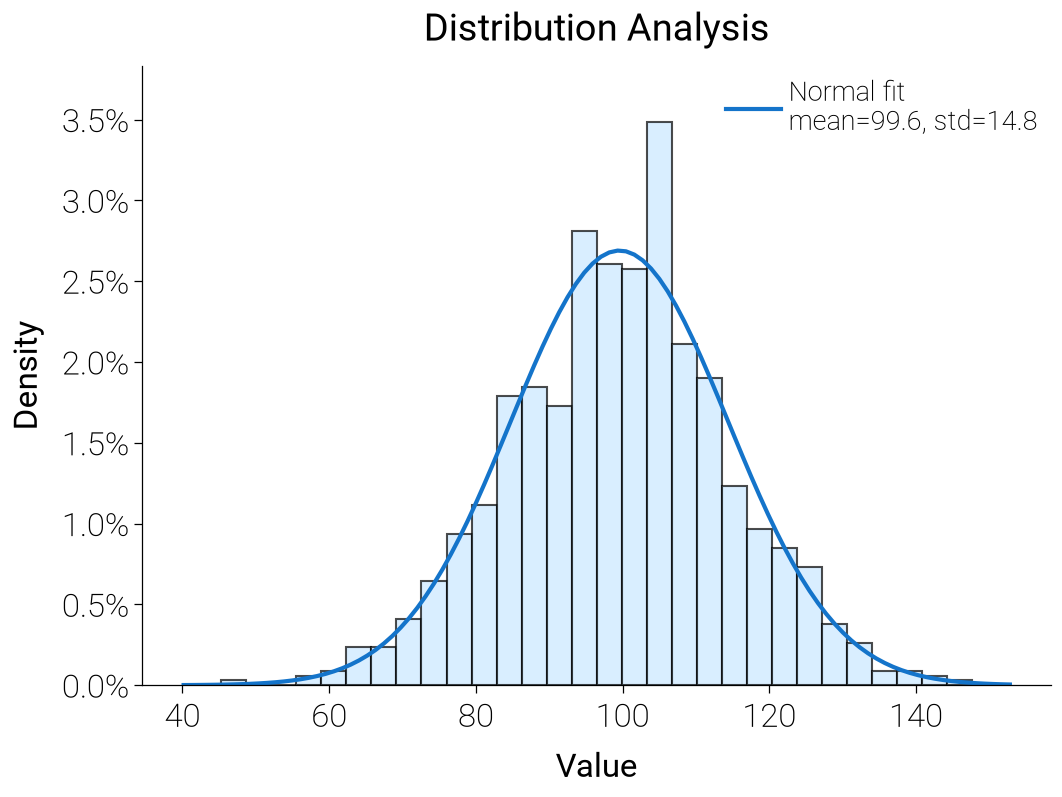 Distribution Analysis
Normal fit
mean=99.6, std=14.8
3.5%
3.0%
2.5%
2.0%
1.5%
1.0%
0.5%
0.0%
Density
40 60 80 100 120 140
Value